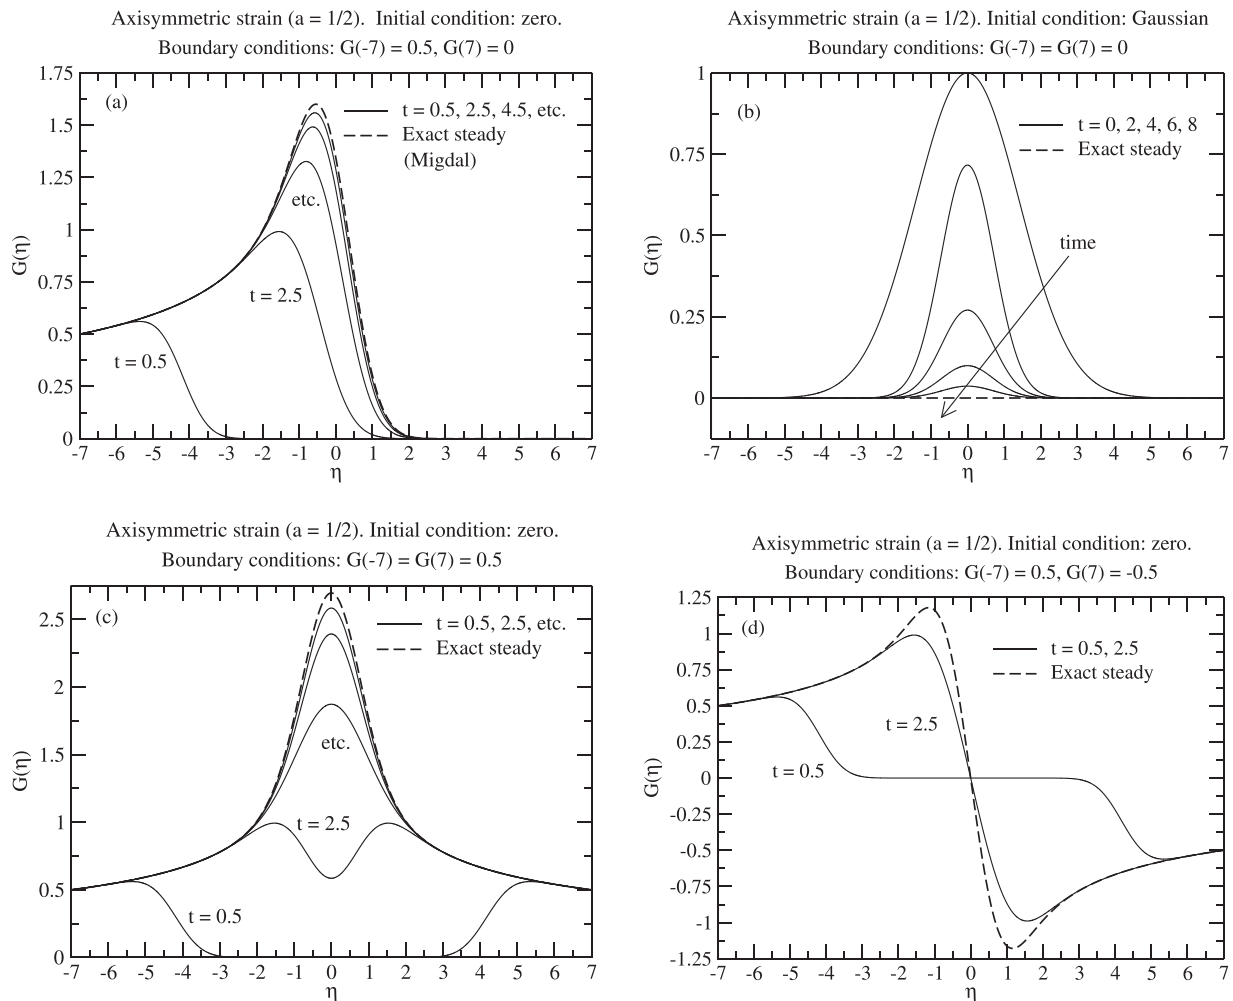 Axisymmetric strain (a = 1/2). Initial condition: zero.
Boundary conditions: G(-7) = 0.5, G(7) = 0
(a)
t = 0.5, 2.5, 4.5, etc.
Exact steady
(Migdal)
etc.
t = 2.5
t = 0.5
G(η)
1.75
1.5
1.25
1
0.75
0.5
0.25
0
-7 -6 -5 -4 -3 -2 -1 0 1 2 3 4 5 6 7
η
Axisymmetric strain (a = 1/2). Initial condition: Gaussian
Boundary conditions: G(-7) = G(7) = 0
(b)
t = 0, 2, 4, 6, 8
Exact steady
time
G(η)
1
0.75
0.5
0.25
0
-7 -6 -5 -4 -3 -2 -1 0 1 2 3 4 5 6 7
η
Axisymmetric strain (a = 1/2). Initial condition: zero.
Boundary conditions: G(-7) = G(7) = 0.5
(c)
t = 0.5, 2.5, etc.
Exact steady
etc.
t = 2.5
t = 0.5
G(η)
2.5
2
1.5
1
0.5
0
-7 -6 -5 -4 -3 -2 -1 0 1 2 3 4 5 6 7
η
Axisymmetric strain (a = 1/2). Initial condition: zero.
Boundary conditions: G(-7) = 0.5, G(7) = -0.5
(d)
t = 0.5, 2.5
Exact steady
t = 2.5
t = 0.5
G(η)
1.25
1
0.75
0.5
0.25
0
-0.25
-0.5
-0.75
-1
-1.25
-7 -6 -5 -4 -3 -2 -1 0 1 2 3 4 5 6 7
η